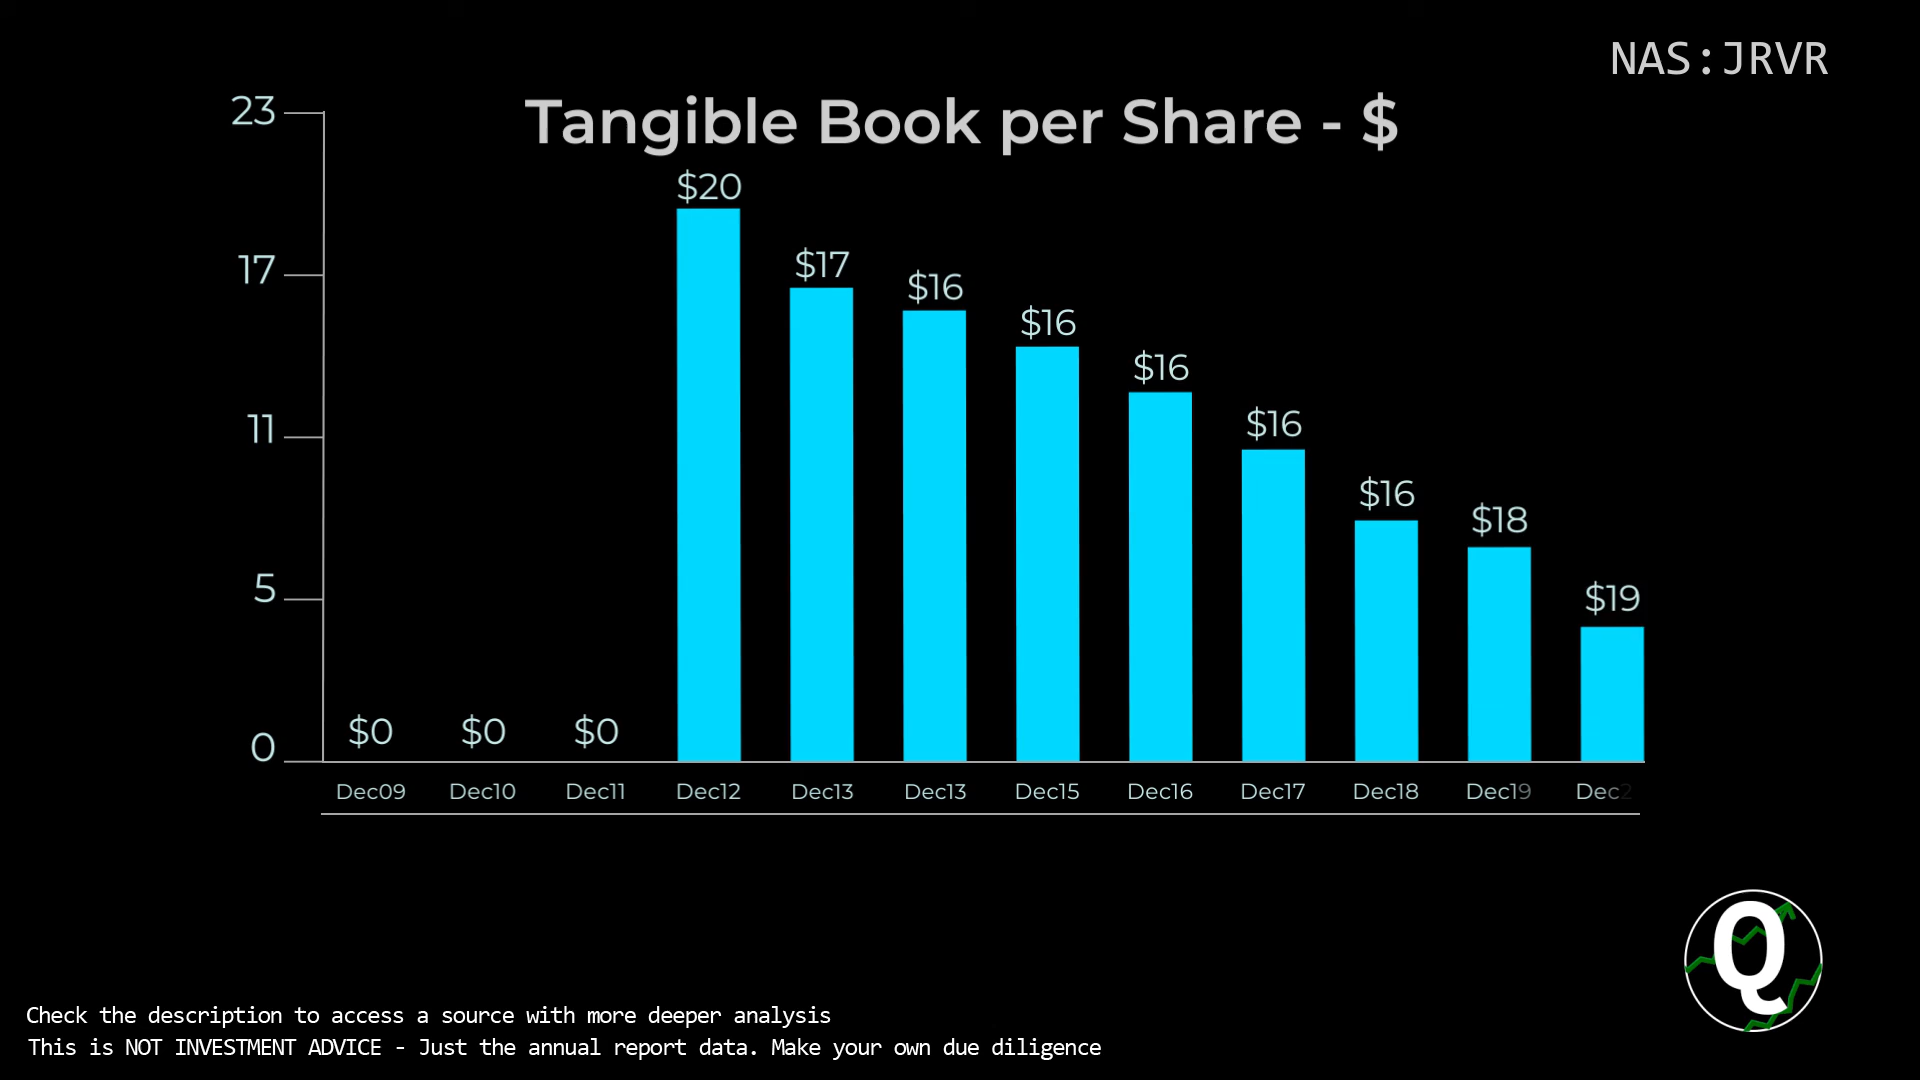 NAS:JRVR
Tangible Book per Share - $
23
17
11
5
0
$0 $0 $0 $20 $17 $16 $16 $16 $16 $16 $18 $19
Dec09 Dec10 Dec11 Dec12 Dec13 Dec13 Dec15 Dec16 Dec17 Dec18 Dec19 Dec2
Q
Check the description to access a source with more deeper analysis
This is NOT INVESTMENT ADVICE - Just the annual report data. Make your own due diligence